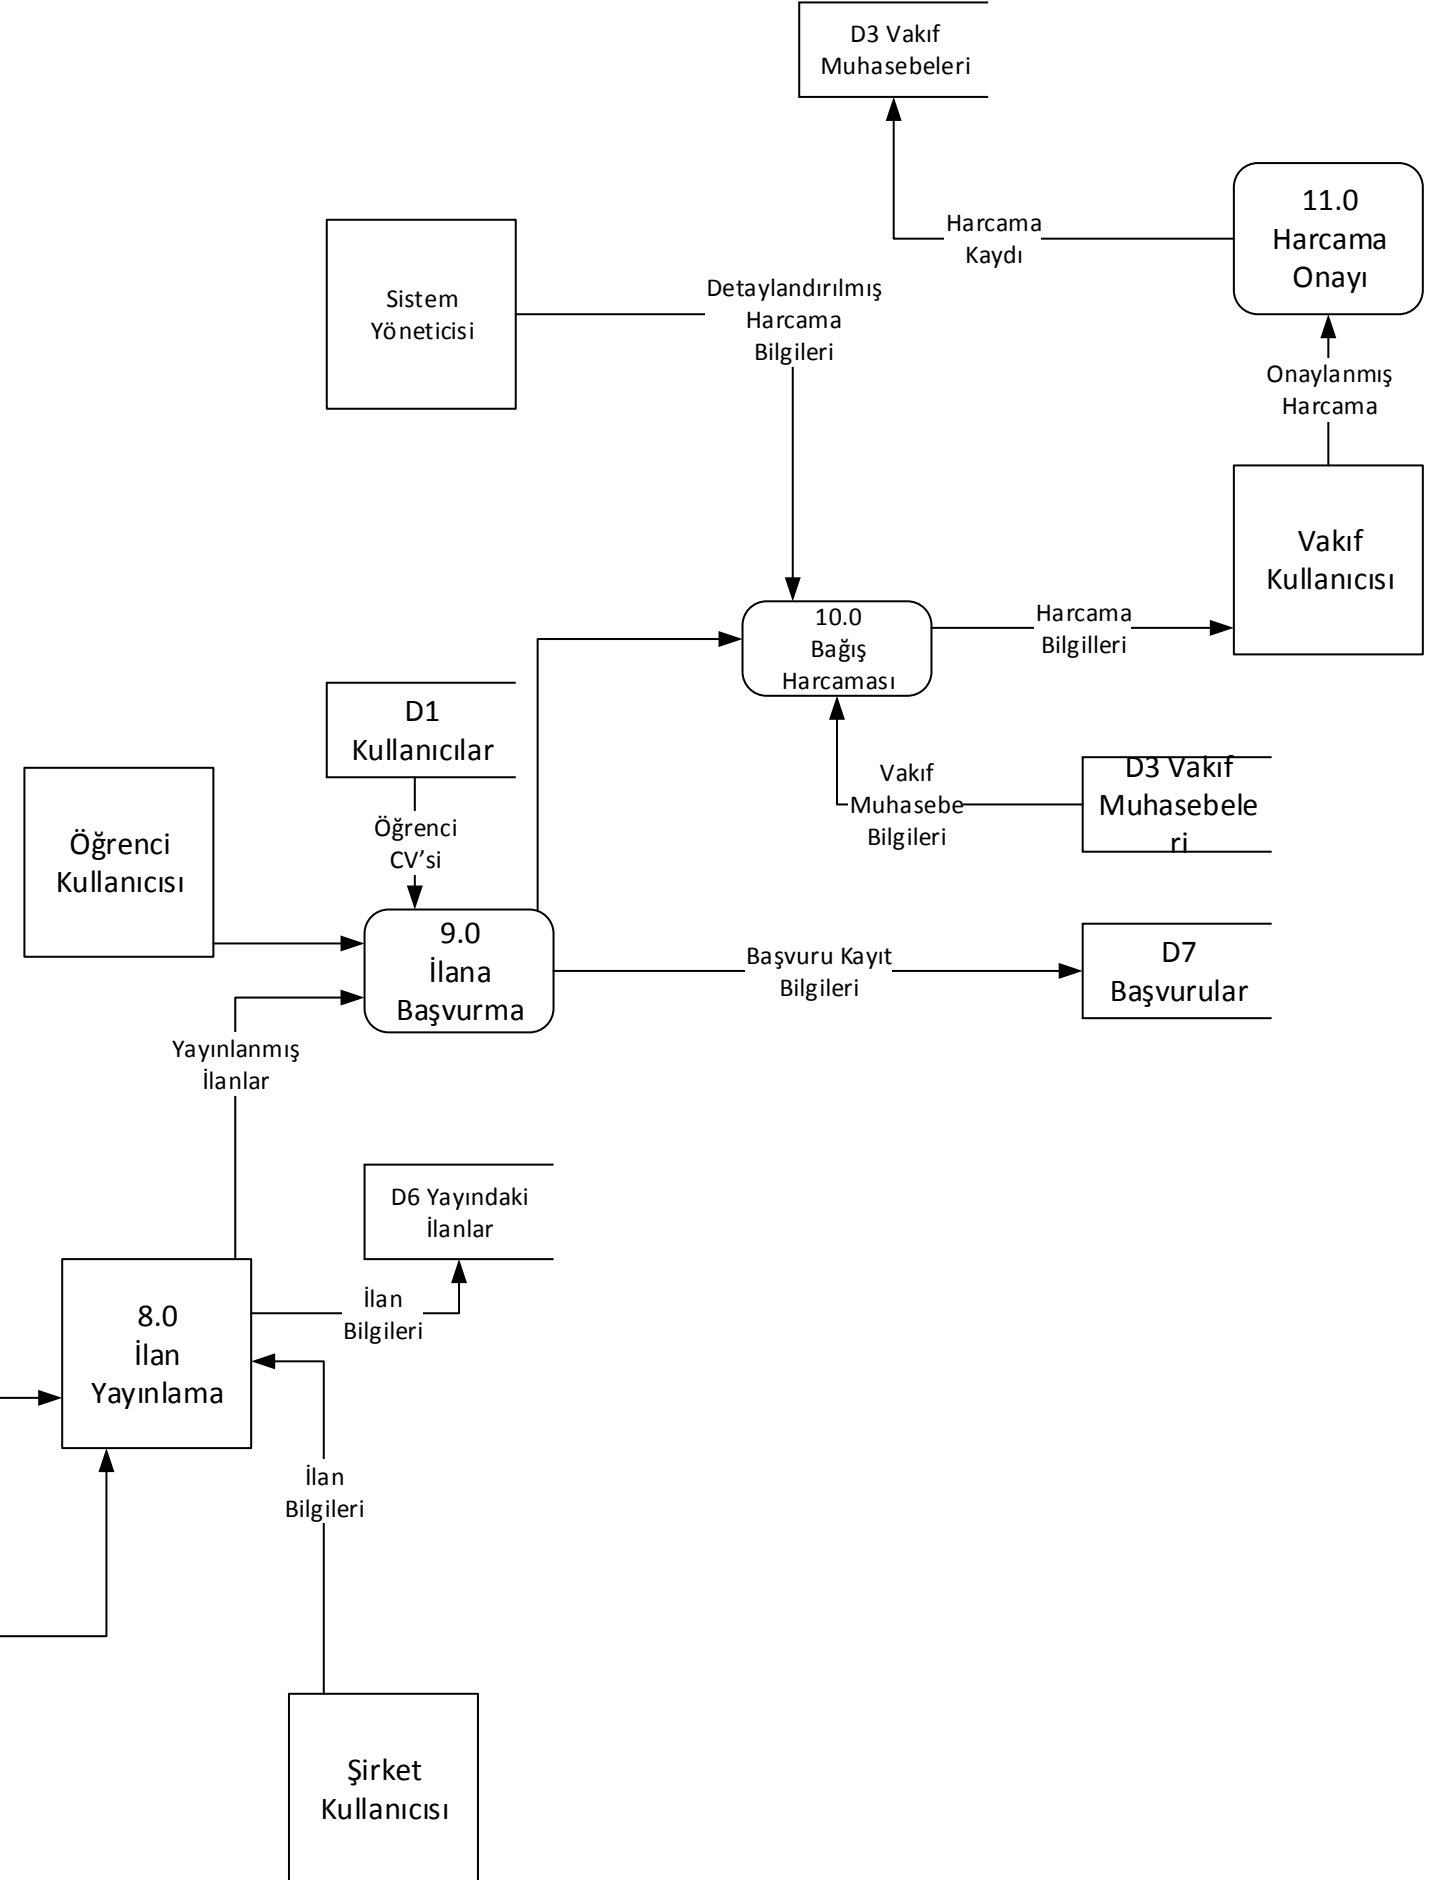 D3 Vakıf
Muhasebeleri
11.0
Harcama
Onayı
Harcama
Kaydı
Sistem
Yöneticisi
Detaylandırılmış
Harcama
Bilgileri
Onaylanmış
Harcama
Vakıf
Kullanıcısı
10.0
Bağış
Harcaması
Harcama
Bilgilleri
D1
Kullanıcılar
Vakıf
Muhasebe
Bilgileri
D3 Vakıf
Muhasebele
ri
Öğrenci
Kullanıcısı
Öğrenci
CV’si
9.0
İlana
Başvurma
Başvuru Kayıt
Bilgileri
D7
Başvurular
Yayınlanmış
İlanlar
D6 Yayındaki
İlanlar
8.0
İlan
Yayınlama
İlan
Bilgileri
İlan
Bilgileri
Şirket
Kullanıcısı